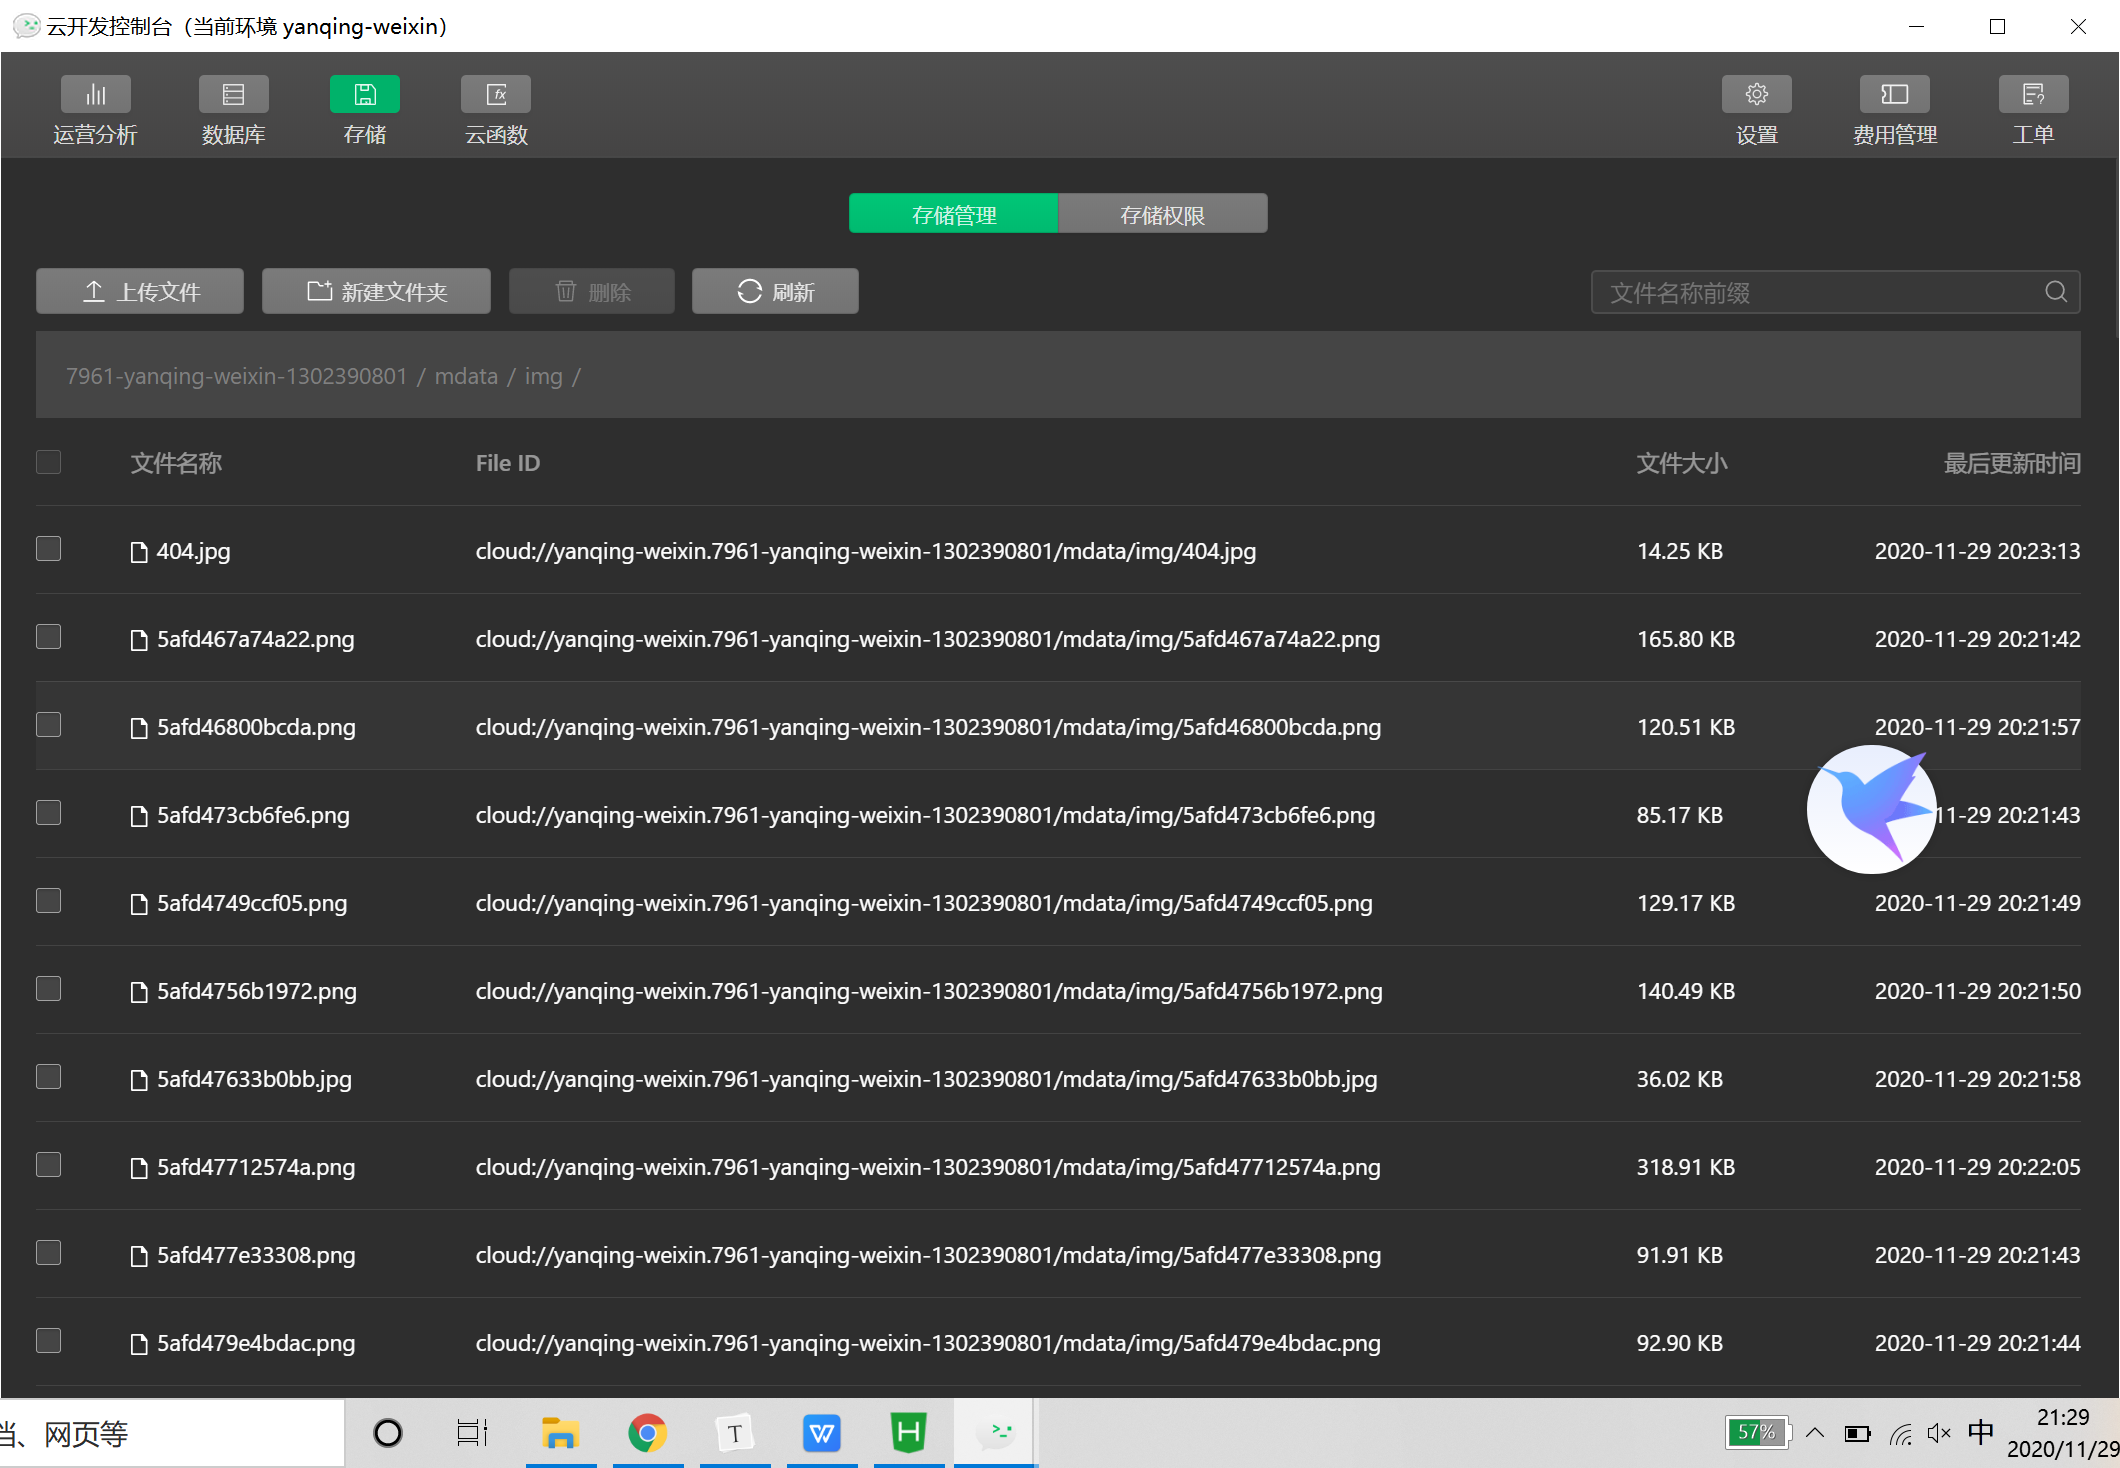 云开发控制台（当前环境 yanqing-weixin）
运营分析 数据库 存储 云函数 设置 费用管理 工单
存储管理 存储权限
上传文件 新建文件夹 删除 刷新 文件名称前缀
7961-yanqing-weixin-1302390801 / mdata / img /
文件名称 File ID 文件大小 最后更新时间
404.jpg cloud://yanqing-weixin.7961-yanqing-weixin-1302390801/mdata/img/404.jpg 14.25 KB 2020-11-29 20:23:13
5afd467a74a22.png cloud://yanqing-weixin.7961-yanqing-weixin-1302390801/mdata/img/5afd467a74a22.png 165.80 KB 2020-11-29 20:21:42
5afd46800bcda.png cloud://yanqing-weixin.7961-yanqing-weixin-1302390801/mdata/img/5afd46800bcda.png 120.51 KB 2020-11-29 20:21:57
5afd473cb6fe6.png cloud://yanqing-weixin.7961-yanqing-weixin-1302390801/mdata/img/5afd473cb6fe6.png 85.17 KB 11-29 20:21:43
5afd4749ccf05.png cloud://yanqing-weixin.7961-yanqing-weixin-1302390801/mdata/img/5afd4749ccf05.png 129.17 KB 2020-11-29 20:21:49
5afd4756b1972.png cloud://yanqing-weixin.7961-yanqing-weixin-1302390801/mdata/img/5afd4756b1972.png 140.49 KB 2020-11-29 20:21:50
5afd47633b0bb.jpg cloud://yanqing-weixin.7961-yanqing-weixin-1302390801/mdata/img/5afd47633b0bb.jpg 36.02 KB 2020-11-29 20:21:58
5afd47712574a.png cloud://yanqing-weixin.7961-yanqing-weixin-1302390801/mdata/img/5afd47712574a.png 318.91 KB 2020-11-29 20:22:05
5afd477e33308.png cloud://yanqing-weixin.7961-yanqing-weixin-1302390801/mdata/img/5afd477e33308.png 91.91 KB 2020-11-29 20:21:43
5afd479e4bdac.png cloud://yanqing-weixin.7961-yanqing-weixin-1302390801/mdata/img/5afd479e4bdac.png 92.90 KB 2020-11-29 20:21:44
、网页等 T W H 57% 中 21:29
2020/11/29